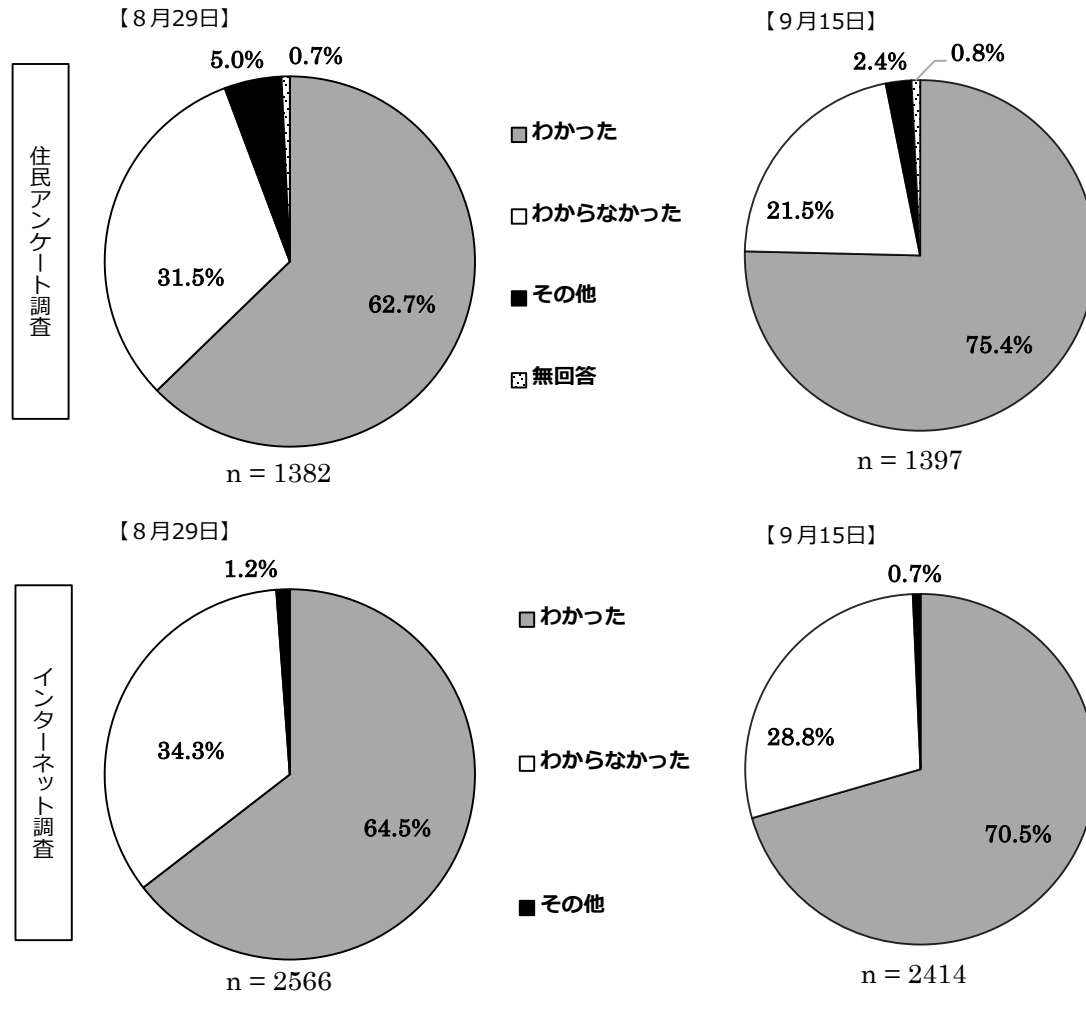 【８月29日】
【９月15日】
5.0%
0.7%
2.4%
0.8%
住民アンケート調査
わかった
わからなかった
その他
無回答
31.5%
62.7%
21.5%
75.4%
n = 1382
n = 1397
【８月29日】
【９月15日】
1.2%
0.7%
インターネット調査
わかった
わからなかった
その他
34.3%
64.5%
28.8%
70.5%
n = 2566
n = 2414